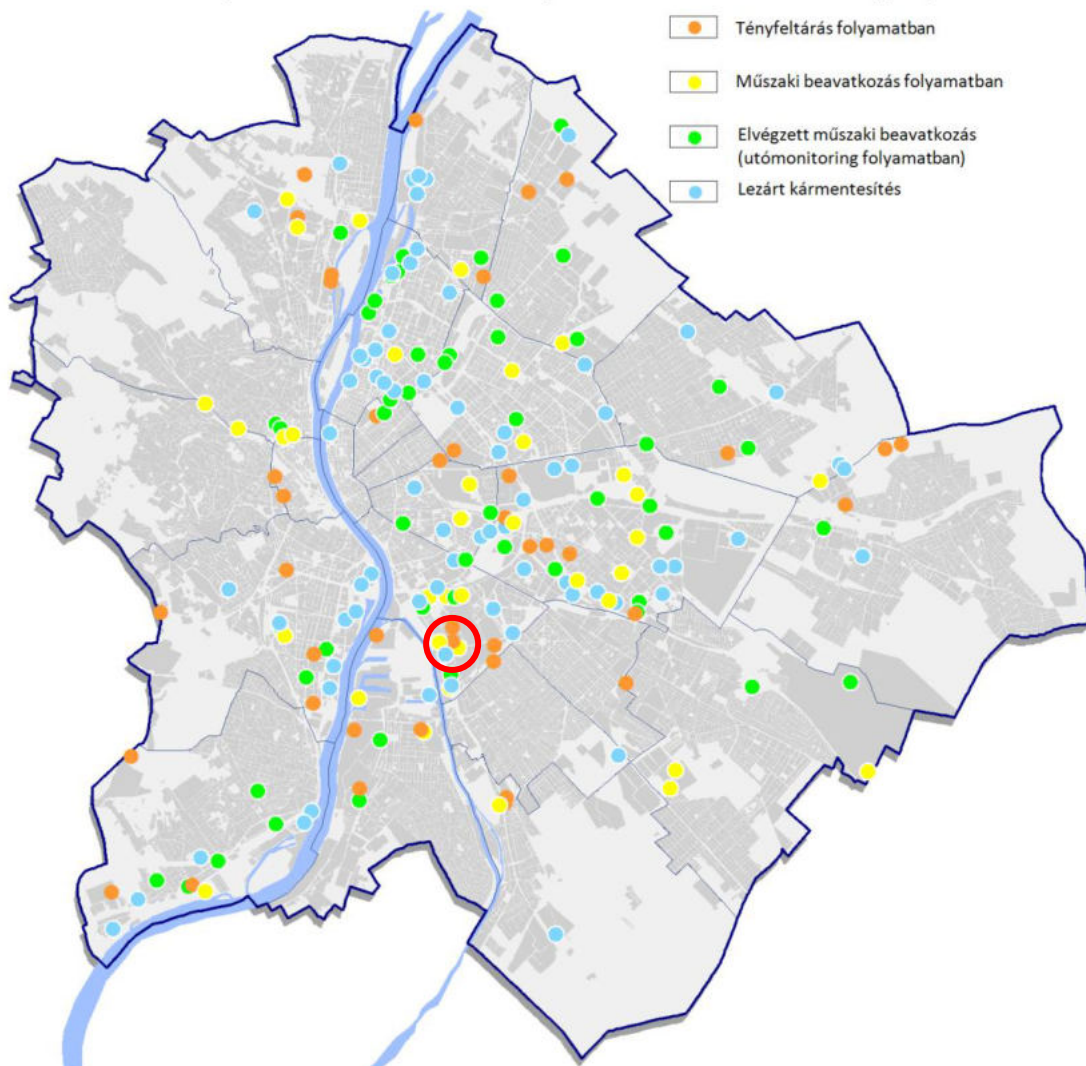 Tényfeltárás folyamatban
Műszaki beavatkozás folyamatban
Elvégzett műszaki beavatkozás
(utómonitoring folyamatban)
Lezárt kármentesítés